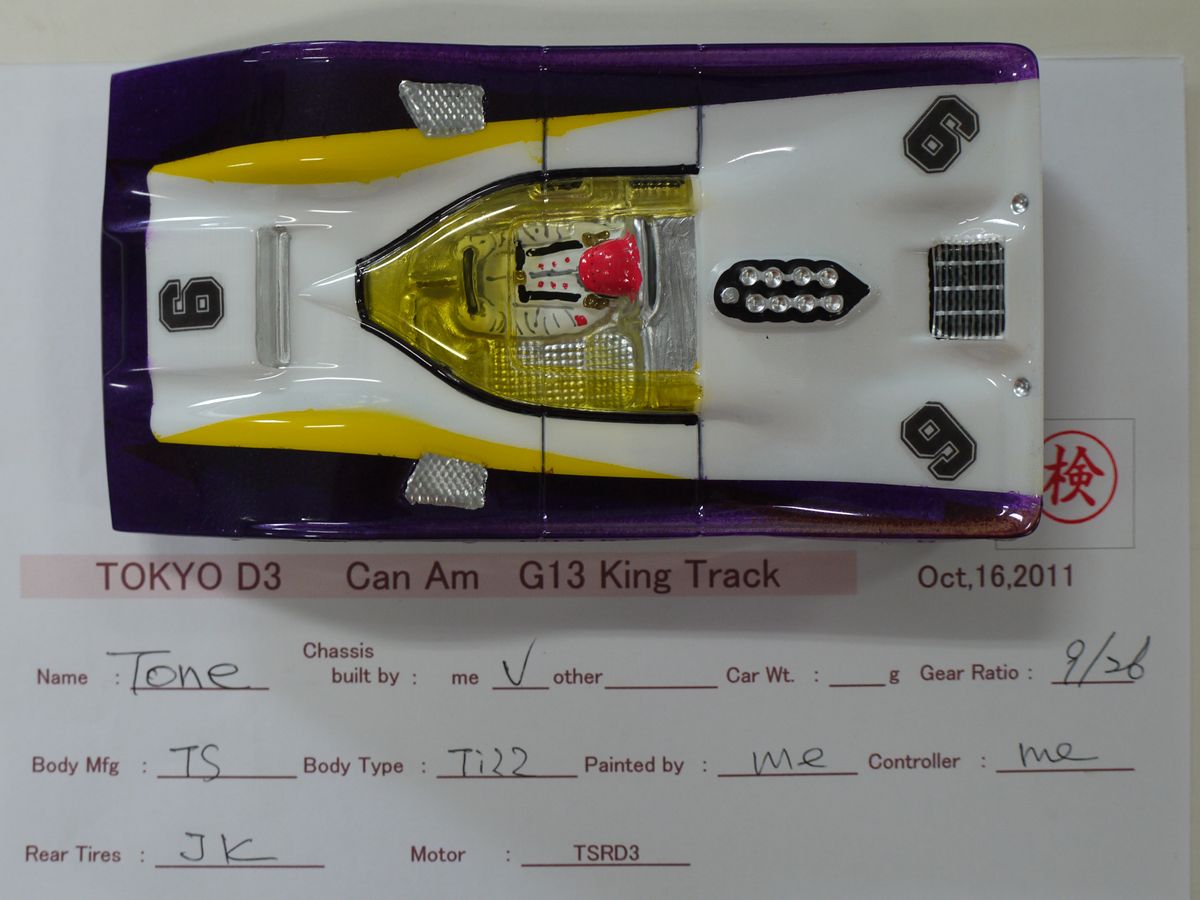 6
6
6
検
TOKYO D3 Can Am G13 King Track Oct,16,2011
Name : Tone Chassis built by : me V other Car Wt. : g Gear Ratio : 9/26
Body Mfg : TS Body Type : Ti22 Painted by : me Controller : me
Rear Tires : JK Motor : TSRD3